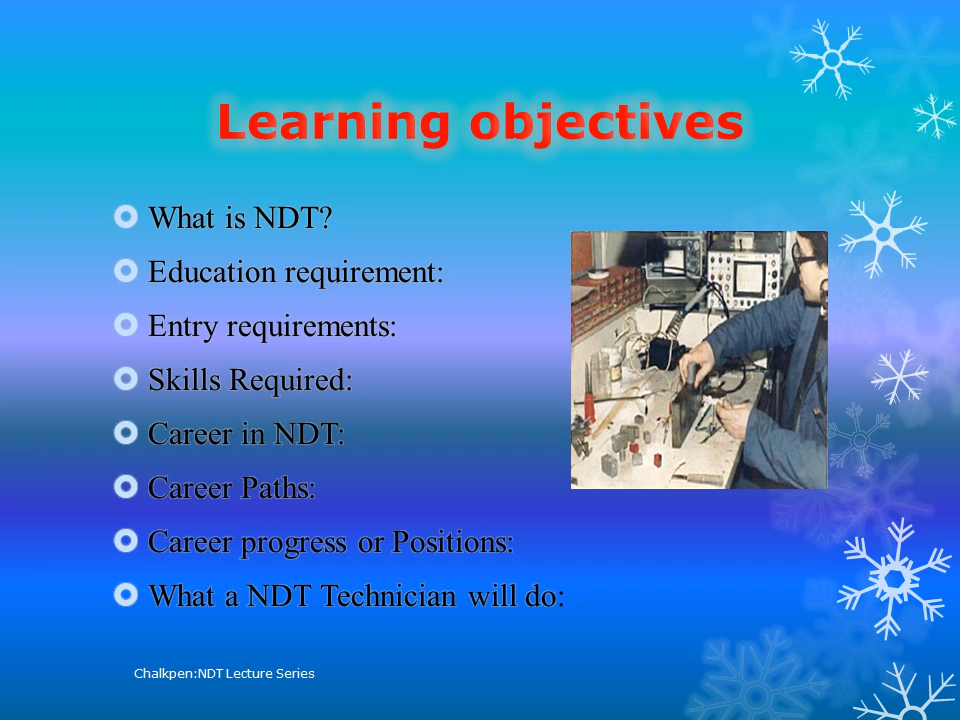 Learning objectives
What is NDT?
Education requirement:
Entry requirements:
Skills Required:
Career in NDT:
Career Paths:
Career progress or Positions:
What a NDT Technician will do:
Chalkpen:NDT Lecture Series